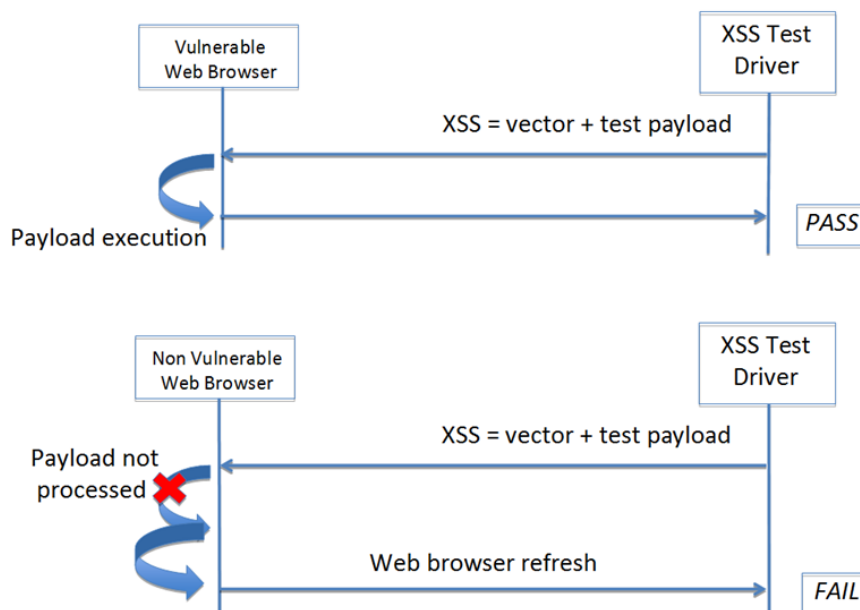 Vulnerable
Web Browser
XSS Test
Driver
XSS = vector + test payload
Payload execution
PASS
Non Vulnerable
Web Browser
XSS Test
Driver
XSS = vector + test payload
Payload not
processed
Web browser refresh
FAIL